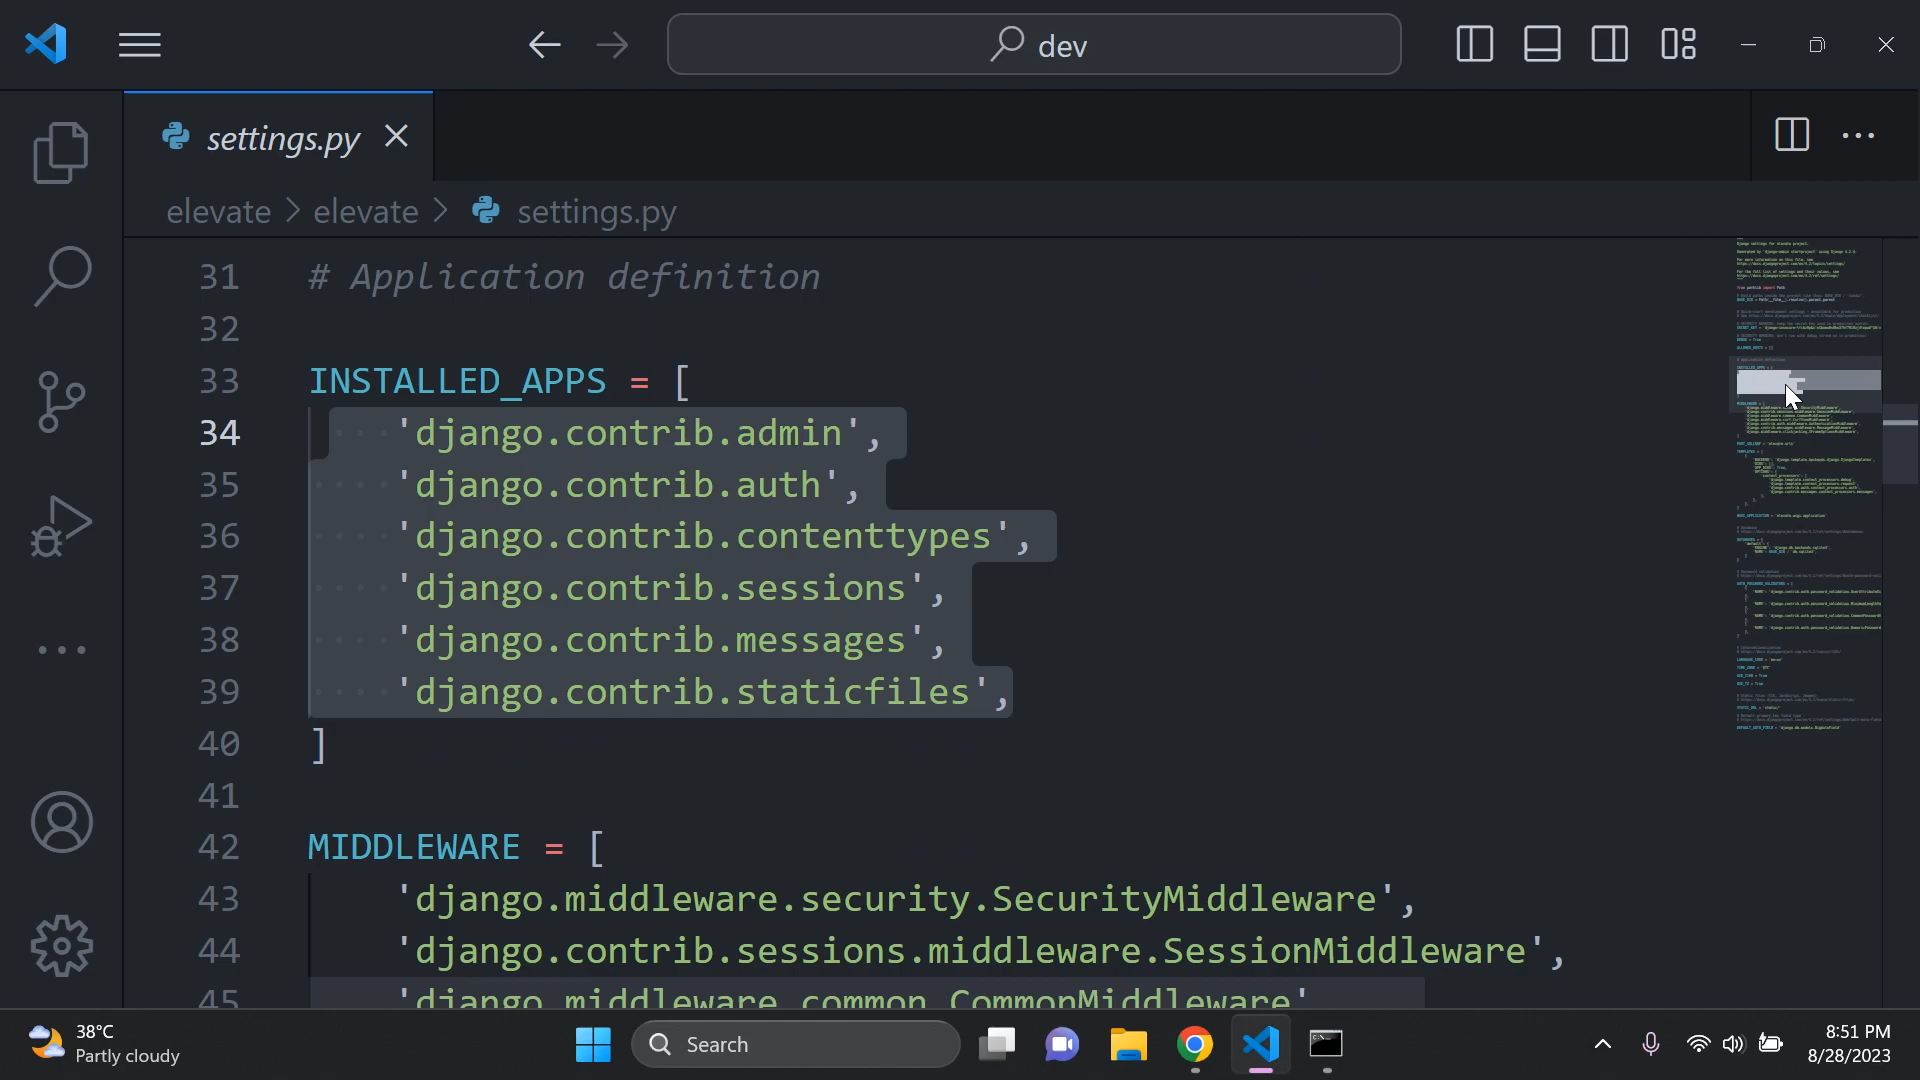 dev
settings.py
elevate > elevate > settings.py
31 # Application definition
32
33 INSTALLED_APPS = [
34 'django.contrib.admin',
35 'django.contrib.auth',
36 'django.contrib.contenttypes',
37 'django.contrib.sessions',
38 'django.contrib.messages',
39 'django.contrib.staticfiles',
40 ]
41
42 MIDDLEWARE = [
43 'django.middleware.security.SecurityMiddleware',
44 'django.contrib.sessions.middleware.SessionMiddleware',
45 'django.middleware.common.CommonMiddleware'
38°C
Partly cloudy
Search
8:51 PM
8/28/2023